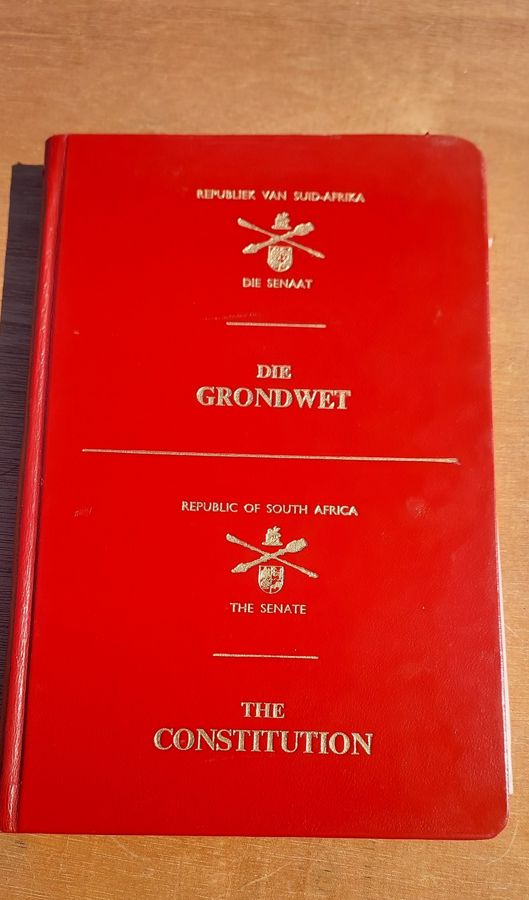 REPUBLIEK VAN SUID-AFRIKA
DIE SENAAT
DIE
GRONDWET
REPUBLIC OF SOUTH AFRICA
THE SENATE
THE
CONSTITUTION